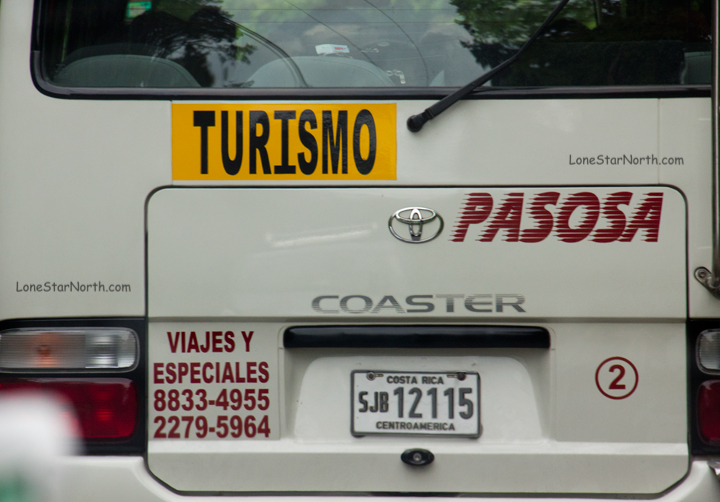 TURISMO
LoneStarNorth.com
PASOSA
LoneStarNorth.com
COASTER
VIAJES Y
ESPECIALES
8833-4955
2279-5964
COSTA RICA
SJB 12115
CENTROAMERICA
2